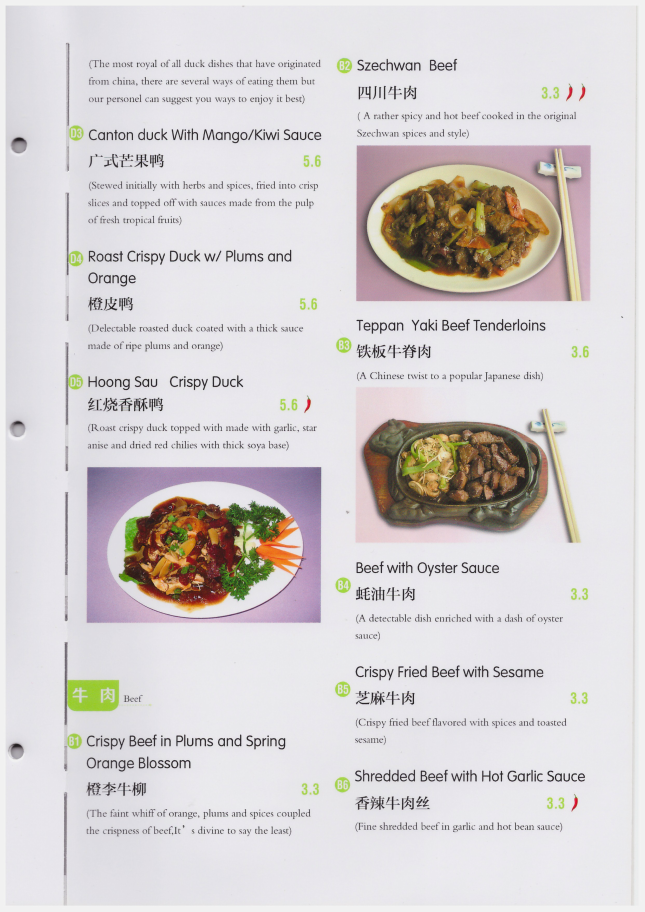 (The most royal of all duck dishes that have originated
from china, there are several ways of eating them but
our personel can suggest you ways to enjoy it best)
D3 Canton duck With Mango/Kiwi Sauce
广式芒果鸭 5.6
(Stewed initially with herbs and spices, fried into crisp
slices and topped off with sauces made from the pulp
of fresh tropical fruits)
D4 Roast Crispy Duck w/ Plums and
Orange
橙皮鸭 5.6
(Delectable roasted duck coated with a thick sauce
made of ripe plums and orange)
D5 Hoong Sau Crispy Duck
红烧香酥鸭 5.6
(Roast crispy duck topped with made with garlic, star
anise and dried red chilies with thick soya base)
牛 肉 Beef
B1 Crispy Beef in Plums and Spring
Orange Blossom
橙李牛柳 3.3
(The faint whiff of orange, plums and spices coupled
the crispness of beef,It’s divine to say the least)
B2 Szechwan Beef
四川牛肉 3.3
( A rather spicy and hot beef cooked in the original
Szechwan spices and style)
Teppan Yaki Beef Tenderloins
B3 铁板牛脊肉 3.6
(A Chinese twist to a popular Japanese dish)
Beef with Oyster Sauce
B4 蚝油牛肉 3.3
(A detectable dish enriched with a dash of oyster
sauce)
Crispy Fried Beef with Sesame
B5 芝麻牛肉 3.3
(Crispy fried beef flavored with spices and toasted
sesame)
Shredded Beef with Hot Garlic Sauce
B6 香辣牛肉丝 3.3
(Fine shredded beef in garlic and hot bean sauce)